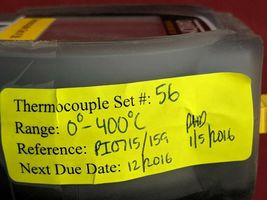 Thermocouple Set #: 56
Range: 0°-400°C
Reference: PI0715/159
1/5/2016
Next Due Date: 12/2016